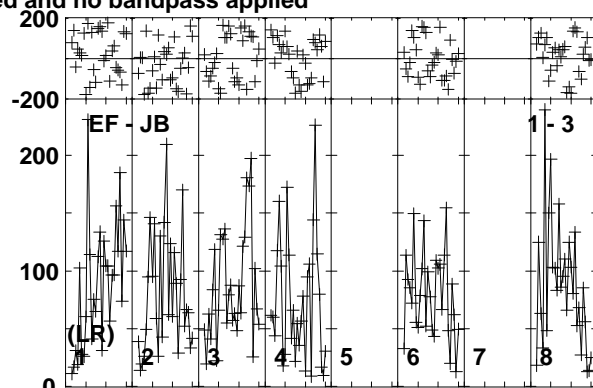 ed and no bandpass applied
200
-200
EF - JB 1 - 3
200
100
(LR)
1 2 3 4 5 6 7 8
0